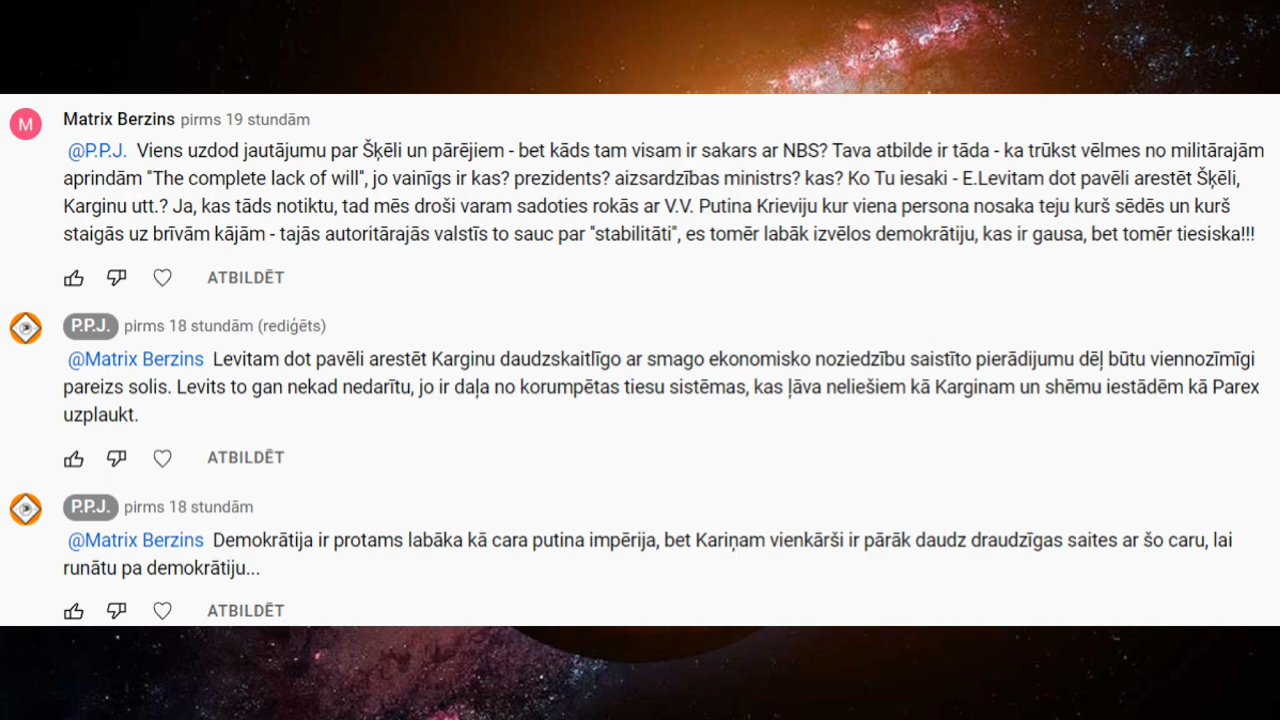 M
Matrix Berzins pirms 19 stundām
@P.P.J. Viens uzdod jautājumu par Šķēli un pārējiem - bet kāds tam visam ir sakars ar NBS? Tava atbilde ir tāda - ka trūkst vēlmes no militārajām
aprindām "The complete lack of will", jo vainīgs ir kas? prezidents? aizsardzības ministrs? kas? Ko Tu iesaki - E.Levitam dot pavēli arestēt Šķēli,
Karginu utt.? Ja, kas tāds notiktu, tad mēs droši varam sadoties rokās ar V.V. Putina Krieviju kur viena persona nosaka teju kurš sēdēs un kurš
staigās uz brīvām kājām - tajās autoritārajās valstīs to sauc par "stabilitāti", es tomēr labāk izvēlos demokrātiju, kas ir gausa, bet tomēr tiesiska!!!
ATBILDĒT
P.P.J. pirms 18 stundām (rediģēts)
@Matrix Berzins Levitam dot pavēli arestēt Karginu daudzskaitlīgo ar smago ekonomisko noziedzību saistīto pierādijumu dēļ būtu viennozīmīgi
pareizs solis. Levits to gan nekad nedarītu, jo ir daļa no korumpētas tiesu sistēmas, kas ļāva neliešiem kā Karginam un shēmu iestādēm kā Parex
uzplaukt.
ATBILDĒT
P.P.J. pirms 18 stundām
@Matrix Berzins Demokrātija ir protams labāka kā cara putina impērija, bet Kariņam vienkārši ir pārāk daudz draudzīgas saites ar šo caru, lai
runātu pa demokrātiju...
ATBILDĒT